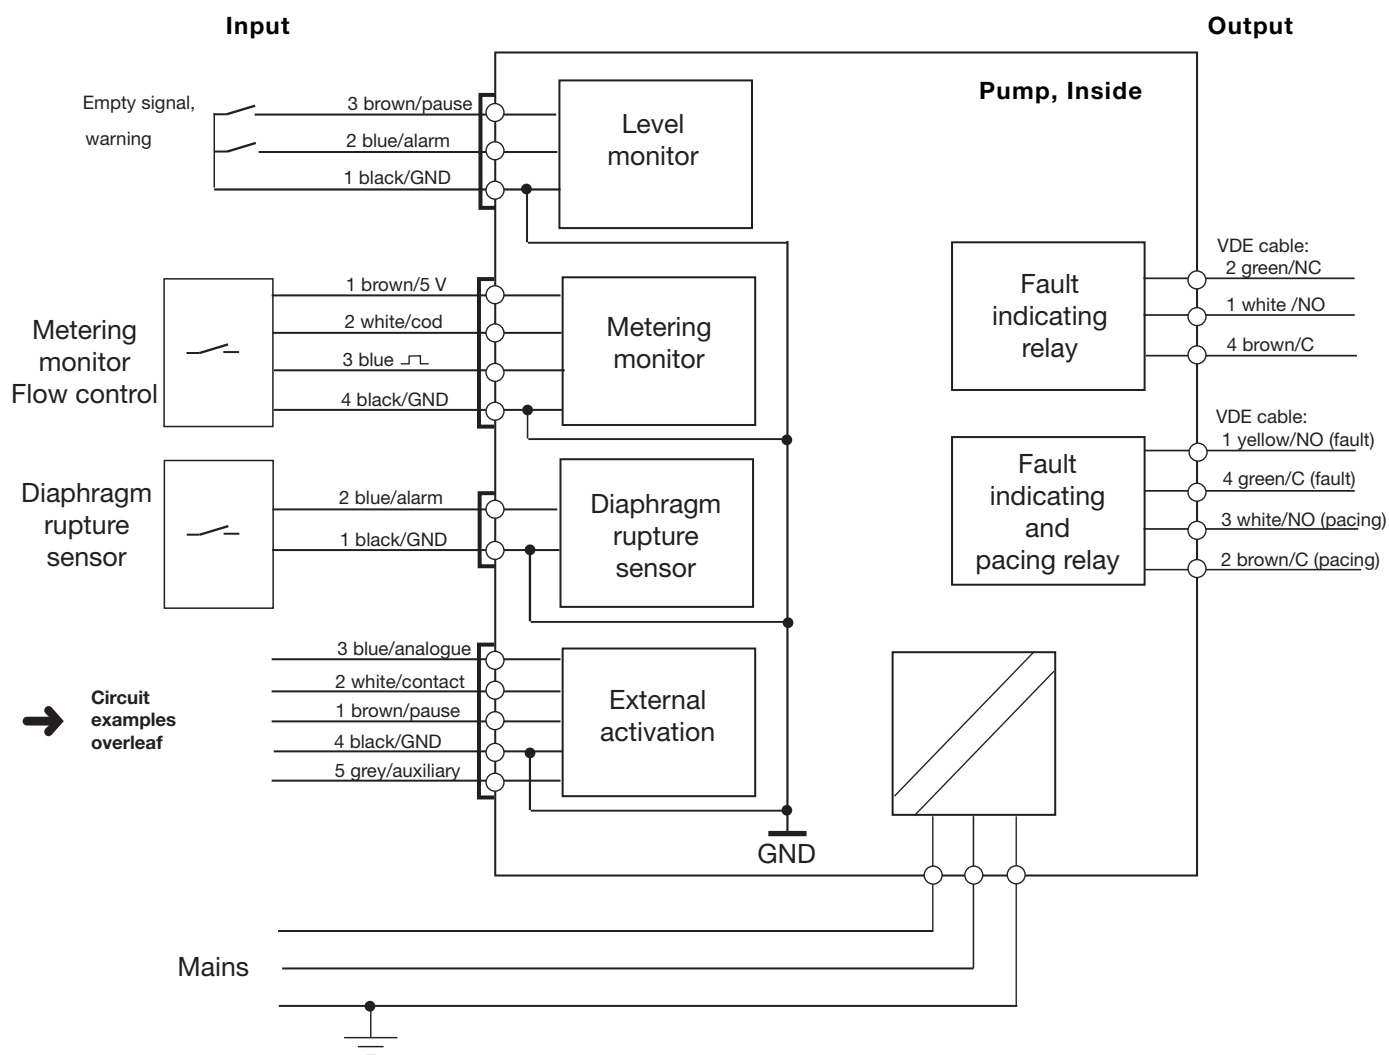 Input
Output
Pump, Inside
Empty signal,
warning
3 brown/pause
2 blue/alarm
1 black/GND
Level
monitor
Metering
monitor
Flow control
1 brown/5 V
2 white/cod
3 blue
4 black/GND
Metering
monitor
Diaphragm
rupture
sensor
2 blue/alarm
1 black/GND
Diaphragm
rupture
sensor
Circuit
examples
overleaf
3 blue/analogue
2 white/contact
1 brown/pause
4 black/GND
5 grey/auxiliary
External
activation
GND
Fault
indicating
relay
VDE cable:
2 green/NC
1 white /NO
4 brown/C
Fault
indicating
and
pacing relay
VDE cable:
1 yellow/NO (fault)
4 green/C (fault)
3 white/NO (pacing)
2 brown/C (pacing)
Mains